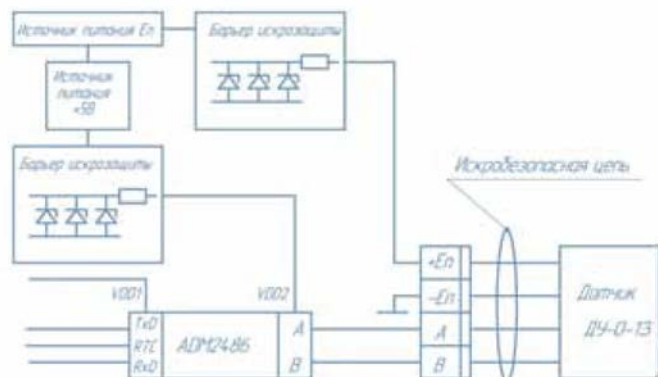 Источник питания Еп
Барьер искрозащиты
Источник
питания
+5В
Барьер искрозащиты
Искробезопасная цепь
VDD1
VDD2
+Еп
-Еп
Датчик
ДУ-0-13
TxD
RTC
RxD
ADM2486
A
B
A
B